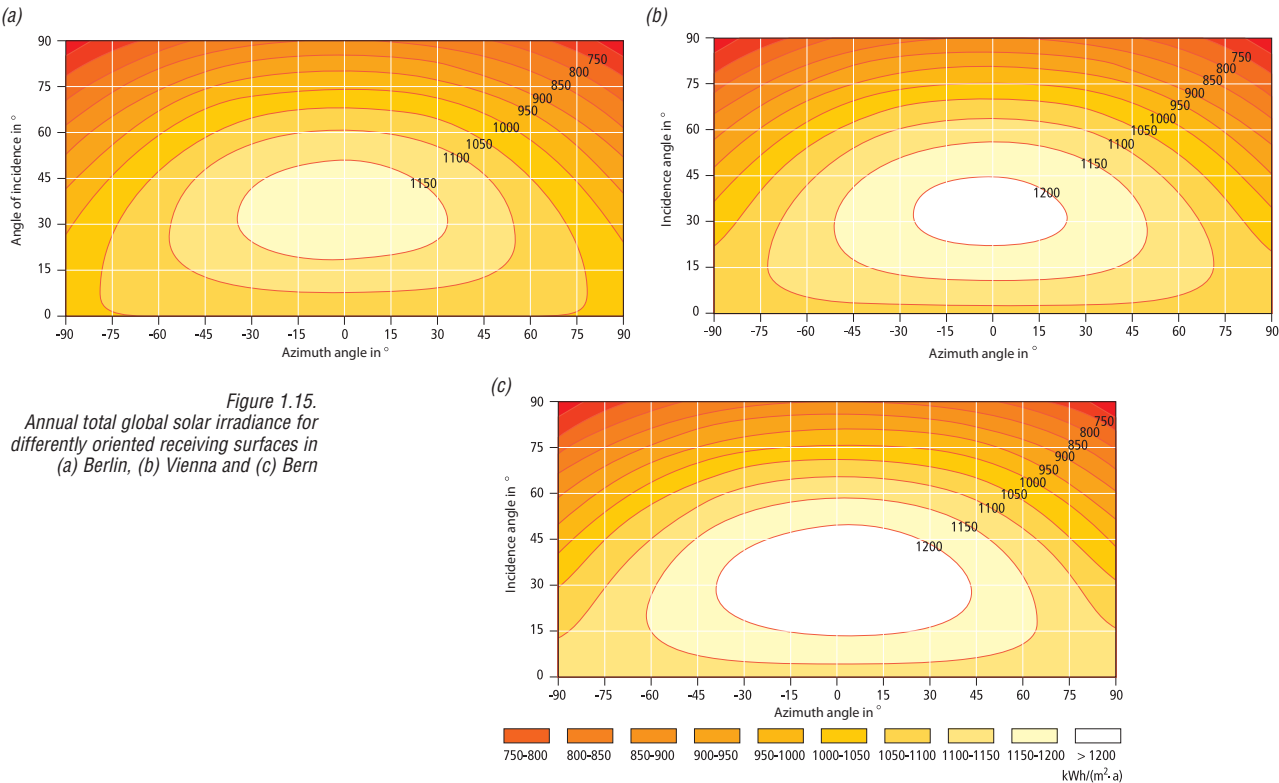 (a)
Angle of incidence in °
90
75
60
45
30
15
0
750
800
850
900
950
1000
1050
1100
1150
-90 -75 -60 -45 -30 -15 0 15 30 45 60 75 90
Azimuth angle in °
(b)
Incidence angle in °
90
75
60
45
30
15
0
750
800
850
900
950
1000
1050
1100
1150
1200
-90 -75 -60 -45 -30 -15 0 15 30 45 60 75 90
Azimuth angle in °
Figure 1.15.
Annual total global solar irradiance for
differently oriented receiving surfaces in
(a) Berlin, (b) Vienna and (c) Bern
(c)
Incidence angle in °
90
75
60
45
30
15
0
750
800
850
900
950
1000
1050
1100
1150
1200
-90 -75 -60 -45 -30 -15 0 15 30 45 60 75 90
Azimuth angle in °
750-800 800-850 850-900 900-950 950-1000 1000-1050 1050-1100 1100-1150 1150-1200 > 1200
kWh/(m²· a)